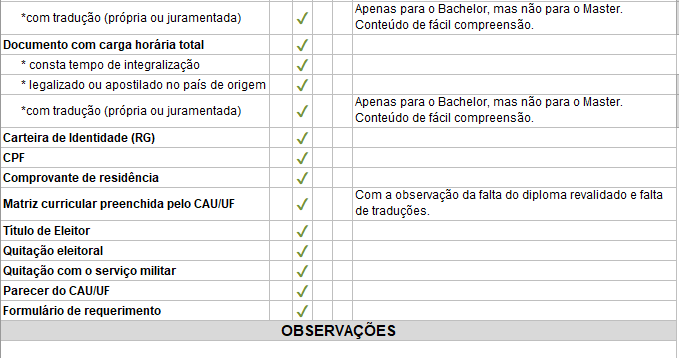 *com tradução (própria ou juramentada)
Apenas para o Bachelor, mas não para o Master.
Conteúdo de fácil compreensão.
Documento com carga horária total
* consta tempo de integralização
* legalizado ou apostilado no país de origem
*com tradução (própria ou juramentada)
Apenas para o Bachelor, mas não para o Master.
Conteúdo de fácil compreensão.
Carteira de Identidade (RG)
CPF
Comprovante de residência
Matriz curricular preenchida pelo CAU/UF
Com a observação da falta do diploma revalidado e falta
de traduções.
Título de Eleitor
Quitação eleitoral
Quitação com o serviço militar
Parecer do CAU/UF
Formulário de requerimento
OBSERVAÇÕES